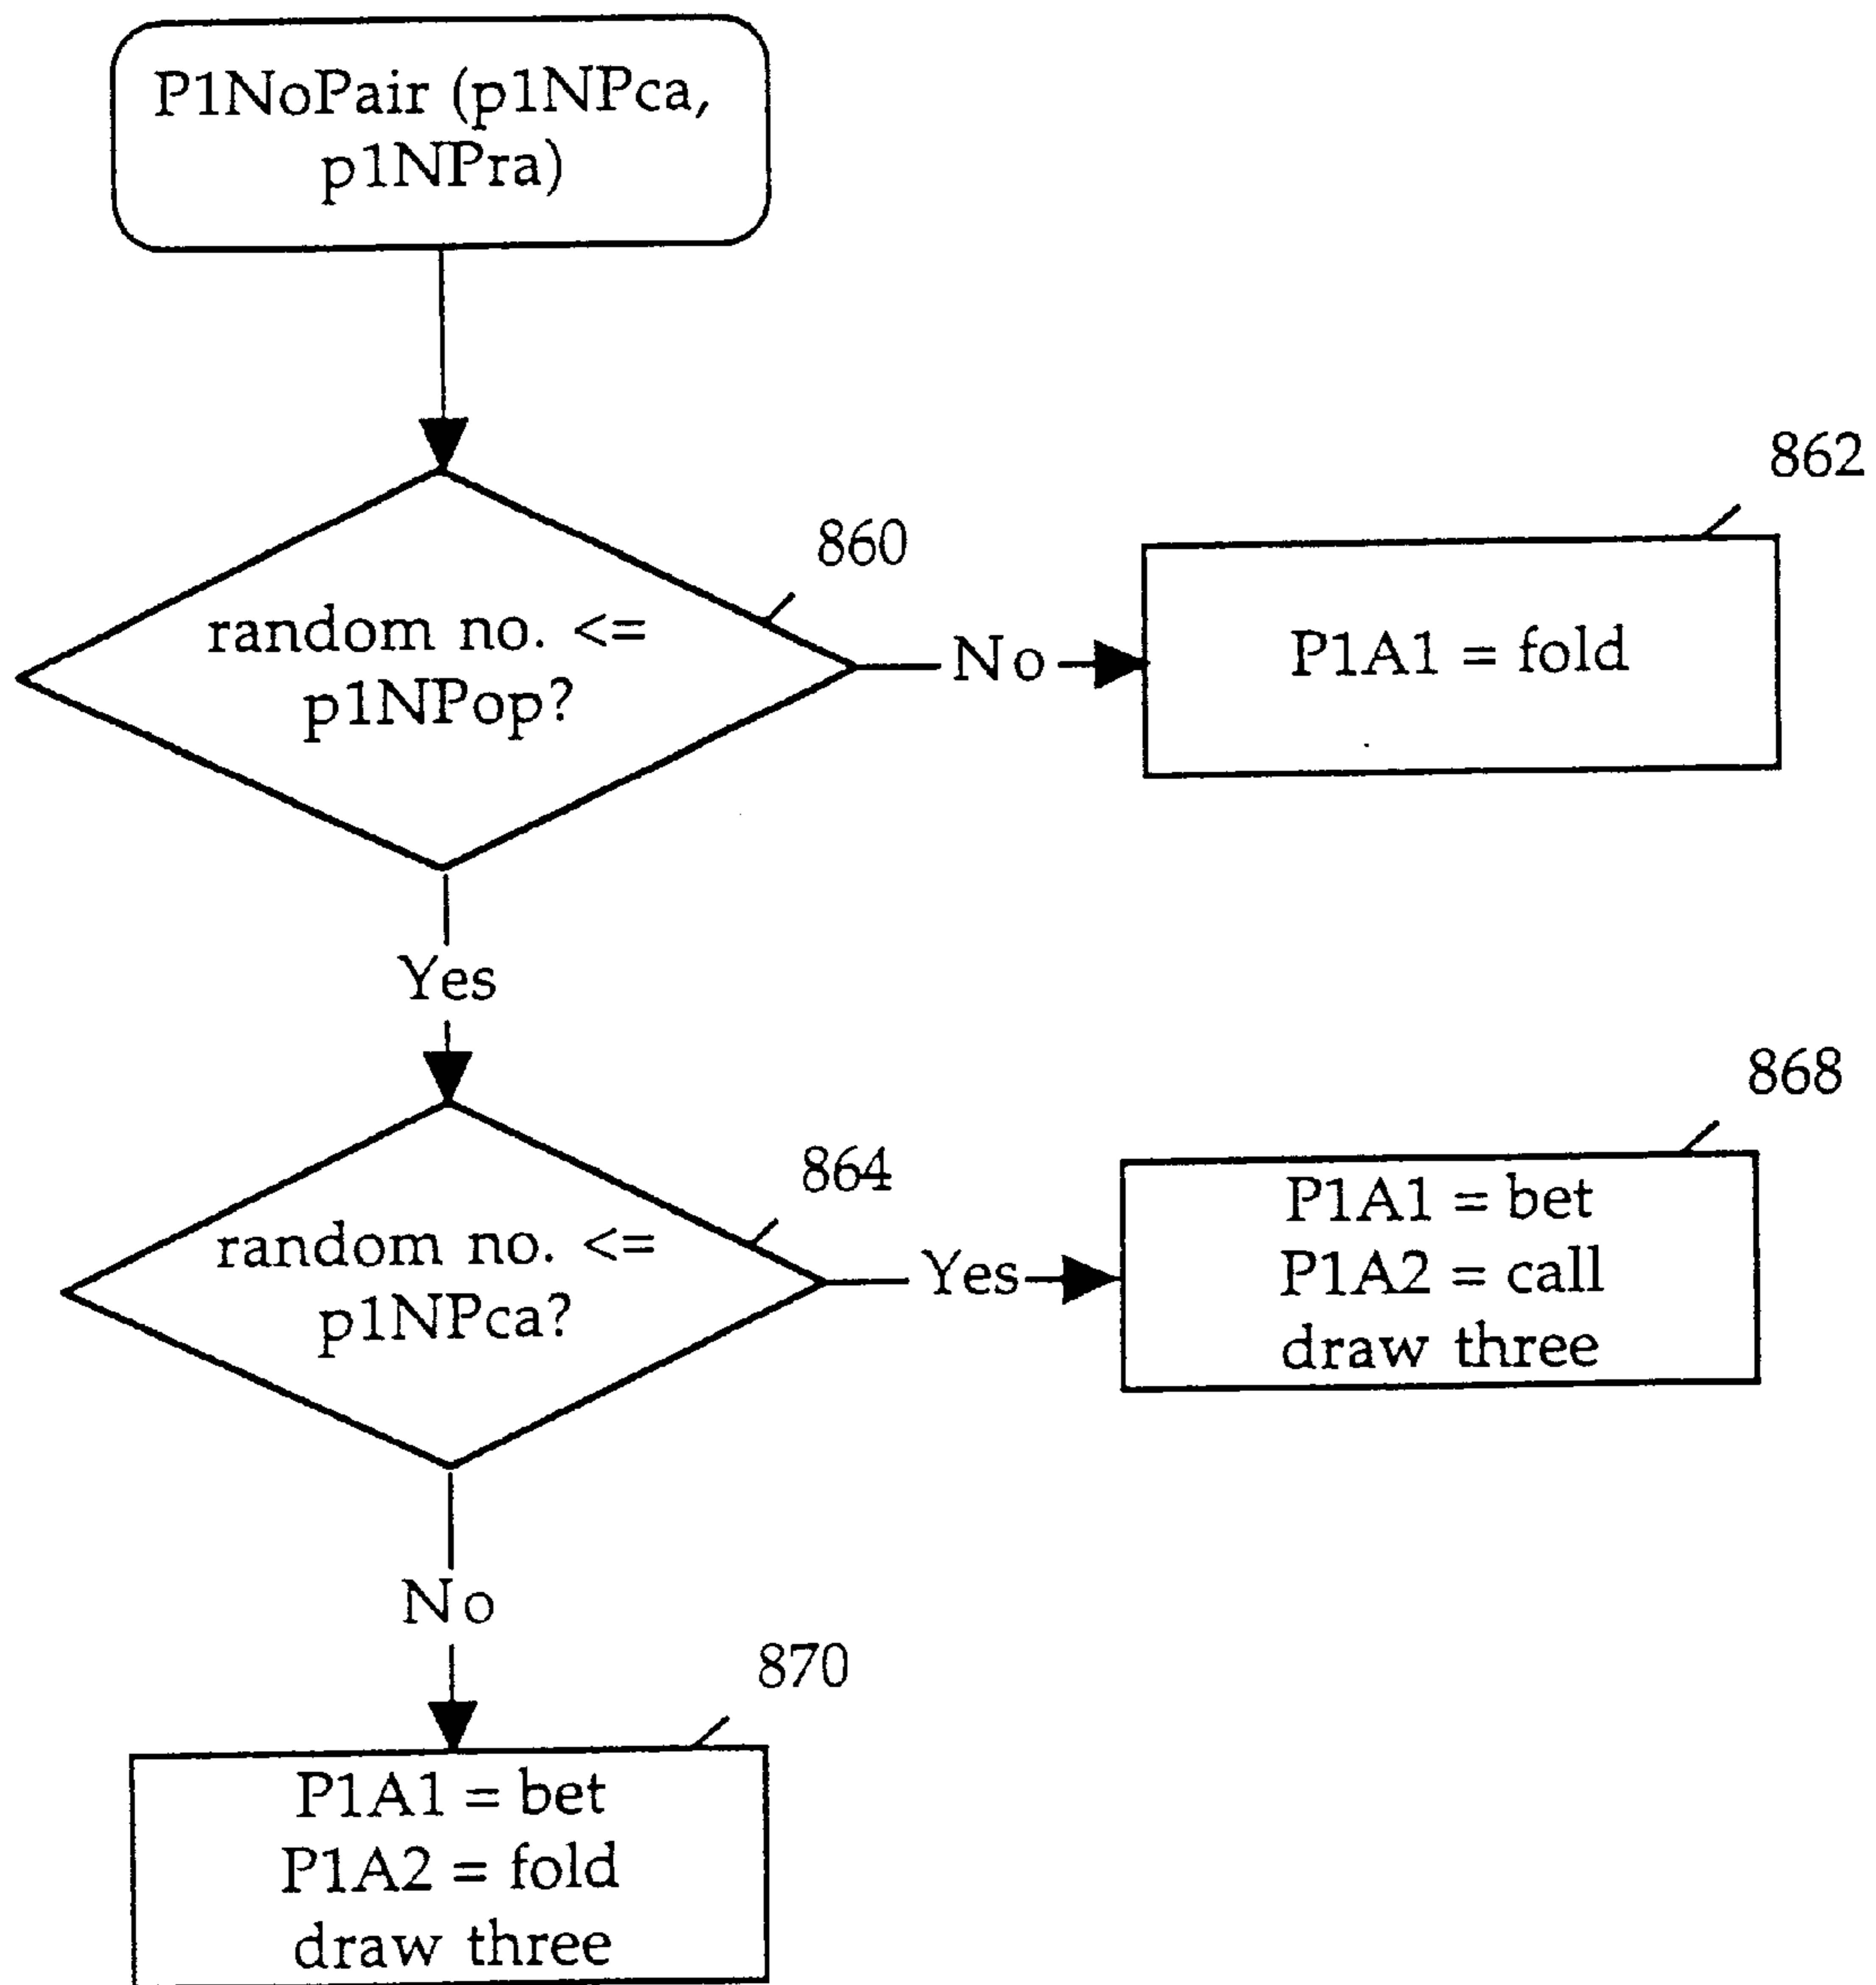 P1NoPair (p1NPca,
p1NPra)
860
random no. <=
p1NPop?
No
862
P1A1 = fold
Yes
864
random no. <=
p1NPca?
Yes
868
P1A1 = bet
P1A2 = call
draw three
No
870
P1A1 = bet
P1A2 = fold
draw three